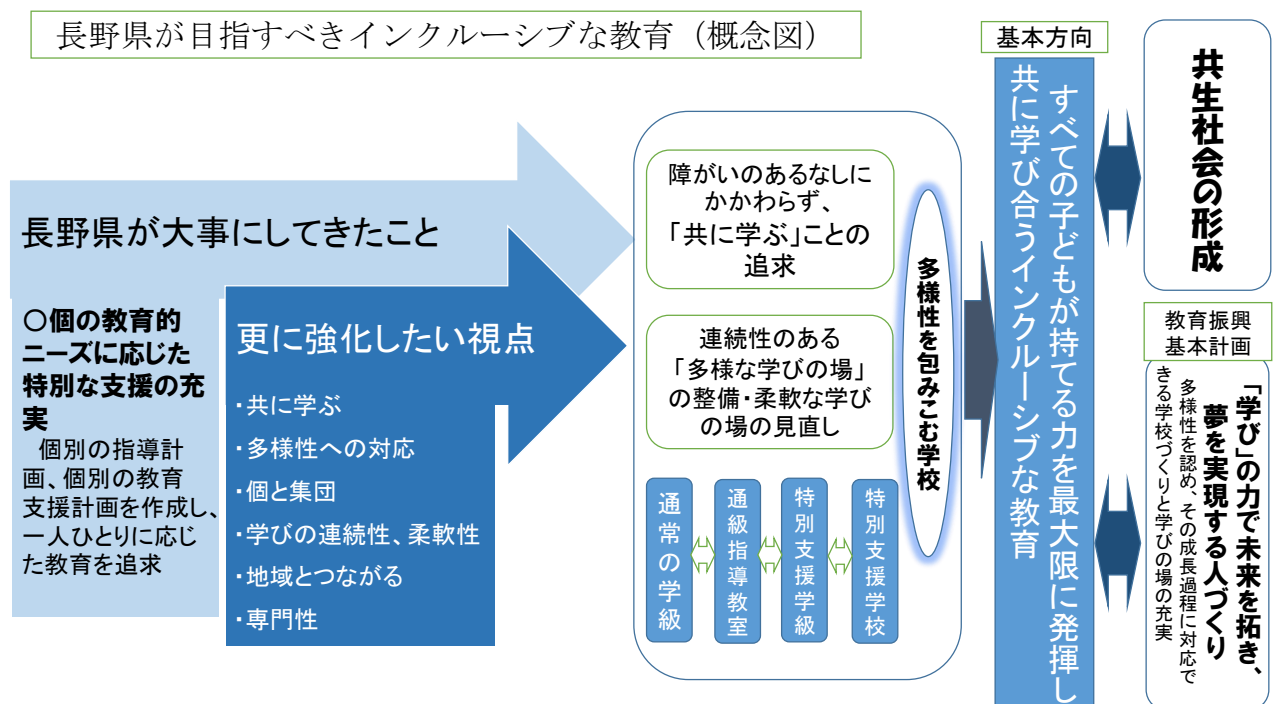 長野県が目指すべきインクルーシブな教育（概念図）
長野県が大事にしてきたこと
〇個の教育的
ニーズに応じた
特別な支援の充
実
個別の指導計
画、個別の教育
支援計画を作成し、
一人ひとりに応じ
た教育を追求
更に強化したい視点
・共に学ぶ
・多様性への対応
・個と集団
・学びの連続性、柔軟性
・地域とつながる
・専門性
障がいのあるなしに
かかわらず、
「共に学ぶ」ことの
追求
連続性のある
「多様な学びの場」
の整備・柔軟な学び
の場の見直し
通常の学級
通級指導教室
特別支援学級
特別支援学校
多様性を包みこむ学校
基本方向
すべての子どもが持てる力を最大限に発揮し
共に学び合うインクルーシブな教育
共生社会の形成
教育振興
基本計画
「学び」の力で未来を拓き、
夢を実現する人づくり
多様性を認め、その成長過程に対応で
きる学校づくりと学びの場の充実